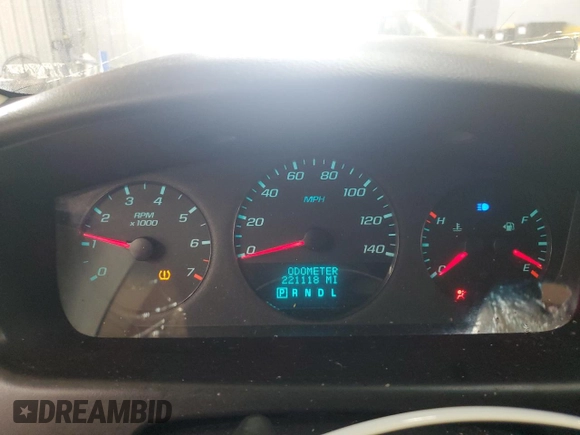 0 1 2 3 4 5 6 7
RPM
x 1000
0 20 40 60 80 100 120 140
MPH
ODOMETER
221118 MI
P R N D L
H C
F E
DREAMBID